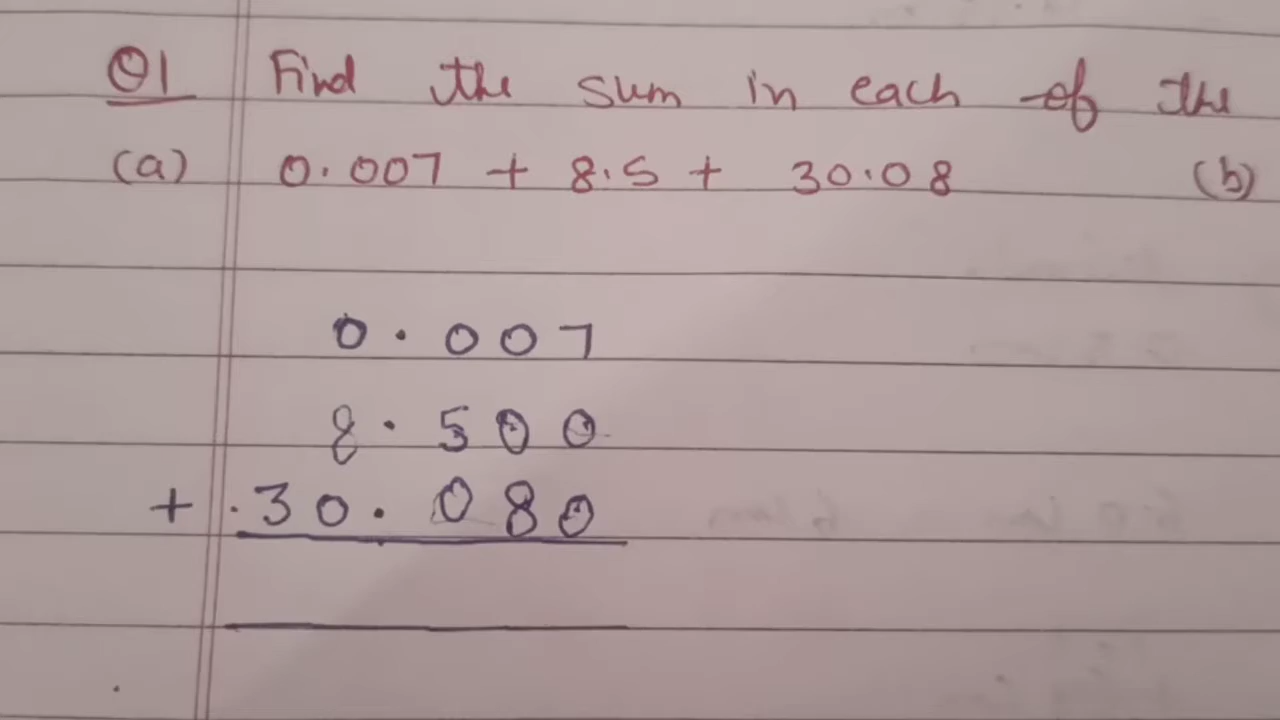 Q1 Find the sum in each of the
(a) 0.007 + 8.5 + 30.08 (b)
0.007
8.500
+ 30.080